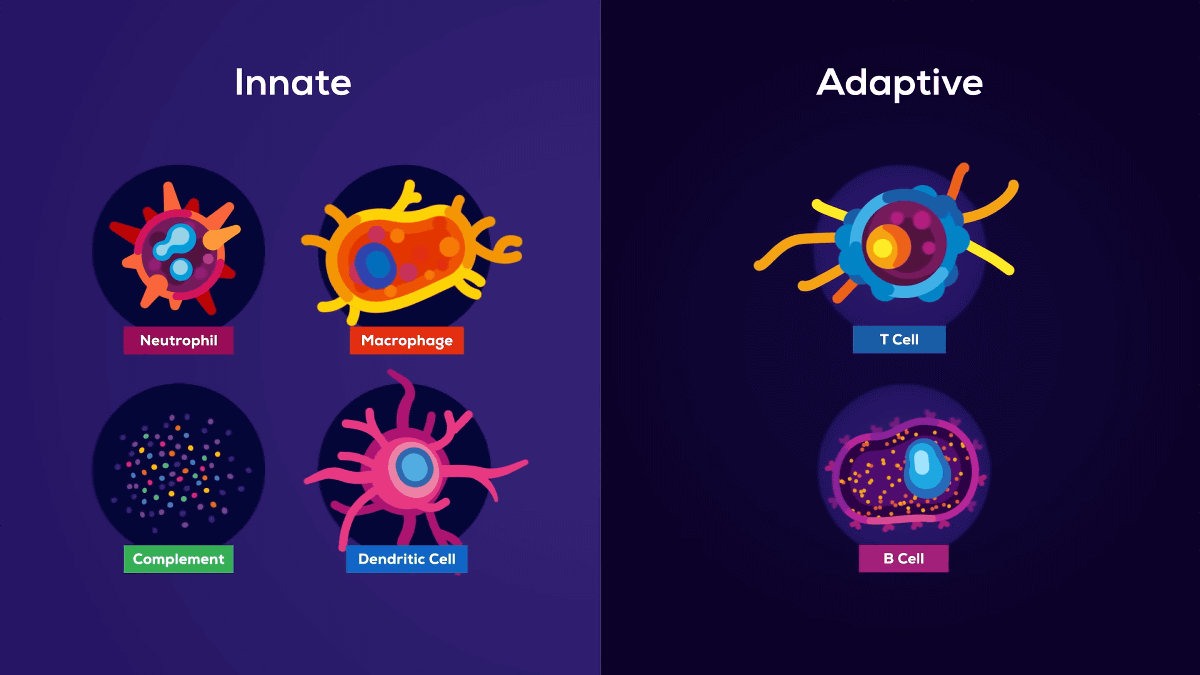 Innate
Adaptive
Neutrophil
Macrophage
T Cell
Complement
Dendritic Cell
B Cell